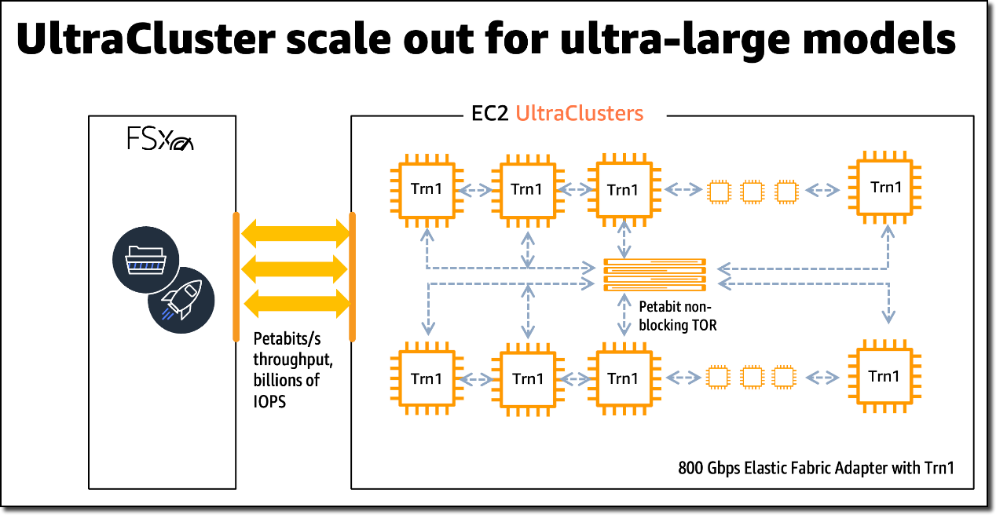 UltraCluster scale out for ultra-large models
EC2 UltraClusters
FSx
Trn1
Trn1
Trn1
Trn1
Petabit non-
blocking TOR
Petabits/s
throughput,
billions of
IOPS
Trn1
Trn1
Trn1
Trn1
800 Gbps Elastic Fabric Adapter with Trn1